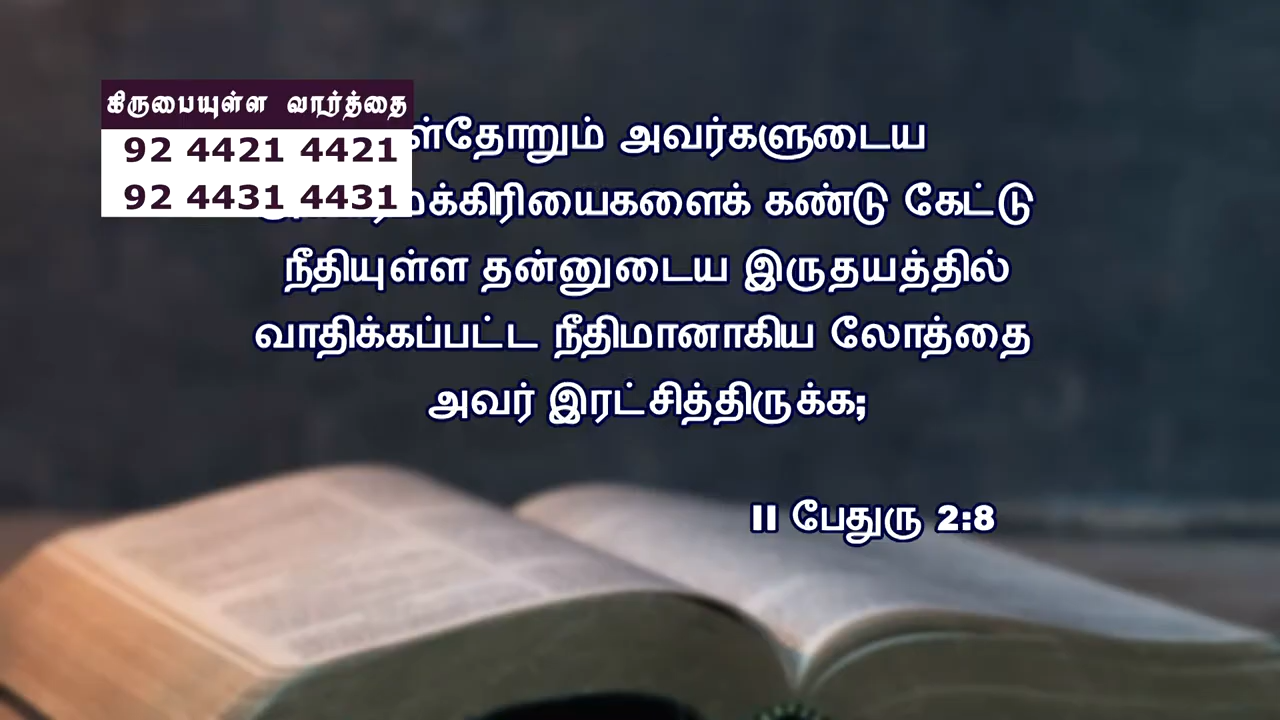 கிருபையுள்ள வார்த்தை
92 4421 4421
92 4431 4431
அவர்களுடைய
கண்டு கேட்டு
நீதியுள்ள தன்னுடைய இருதயத்தில்
வாதிக்கப்பட்ட நீதிமானாகிய லோத்தை
அவர் இரட்சித்திருக்க;
II பேதுரு 2:8